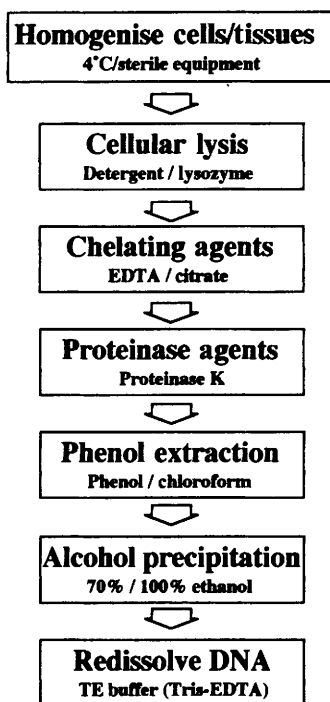 Homogenise cells/tissues
4°C/sterile equipment
Cellular lysis
Detergent / lysozyme
Chelating agents
EDTA / citrate
Proteinase agents
Proteinase K
Phenol extraction
Phenol / chloroform
Alcohol precipitation
70% / 100% ethanol
Redissolve DNA
TE buffer (Tris-EDTA)